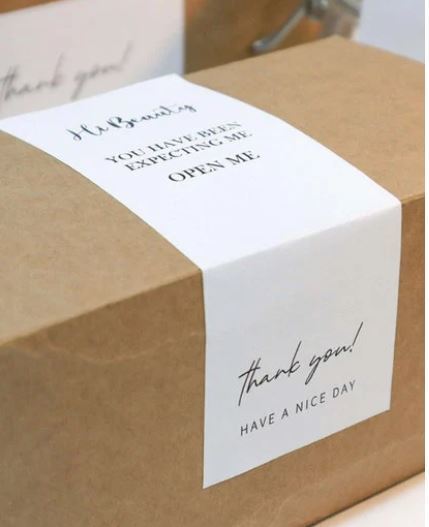 thank you!
Hi Beauty
YOU HAVE BEEN
EXPECTING ME
OPEN ME
thank you!
HAVE A NICE DAY